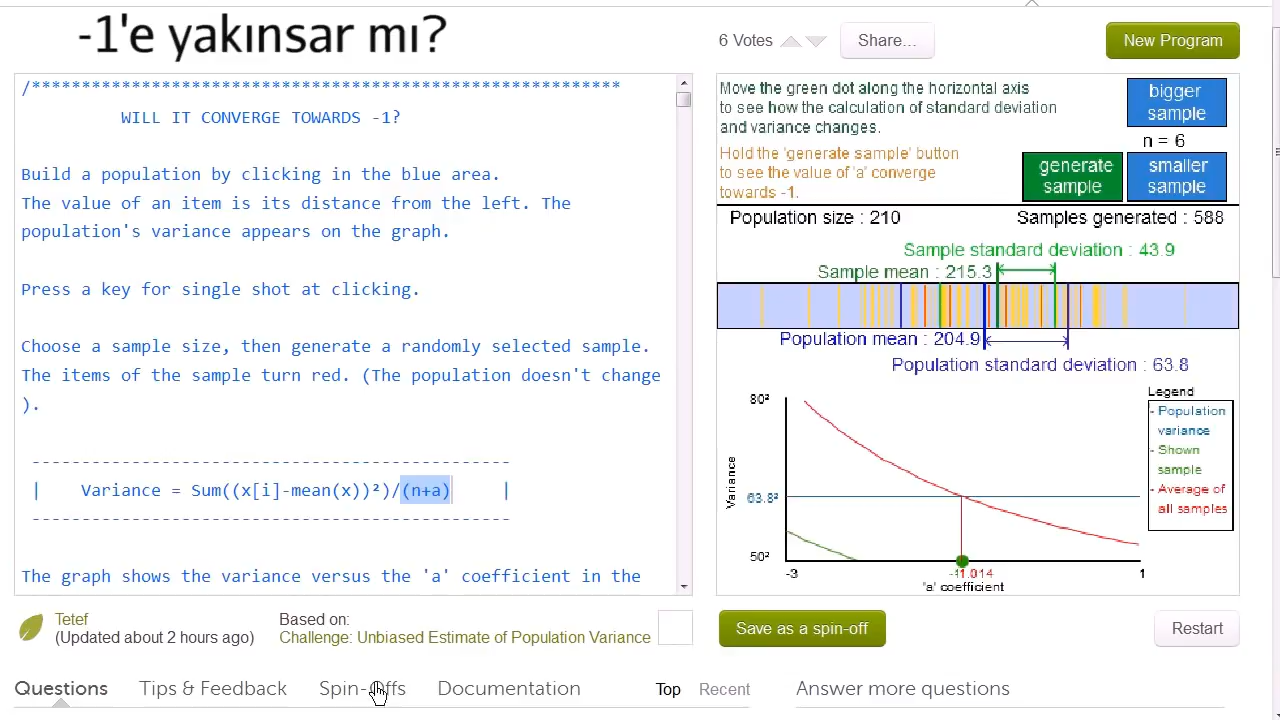 -1'e yakınsar mı?
6 Votes
Share...
New Program
/***********************************************************
WILL IT CONVERGE TOWARDS -1?
Build a population by clicking in the blue area.
The value of an item is its distance from the left. The
population's variance appears on the graph.
Press a key for single shot at clicking.
Choose a sample size, then generate a randomly selected sample.
The items of the sample turn red. (The population doesn't change
).
------------------------------------------------
| Variance = Sum((x[i]-mean(x))²)/(n+a) |
------------------------------------------------
The graph shows the variance versus the 'a' coefficient in the
Move the green dot along the horizontal axis
to see how the calculation of standard deviation
and variance changes.
Hold the 'generate sample' button
to see the value of 'a' converge
towards -1.
bigger
sample
n = 6
generate
sample
smaller
sample
Population size : 210
Samples generated : 588
Sample standard deviation : 43.9
Sample mean : 215.3
Population mean : 204.9
Population standard deviation : 63.8
Legend
- Population
variance
- Shown
sample
- Average of
all samples
80²
Variance
63.8²
50²
-3
1
'a' coefficient
Tetef
(Updated about 2 hours ago)
Based on:
Challenge: Unbiased Estimate of Population Variance
Save as a spin-off
Restart
Questions
Tips & Feedback
Spin-Offs
Documentation
Top
Recent
Answer more questions